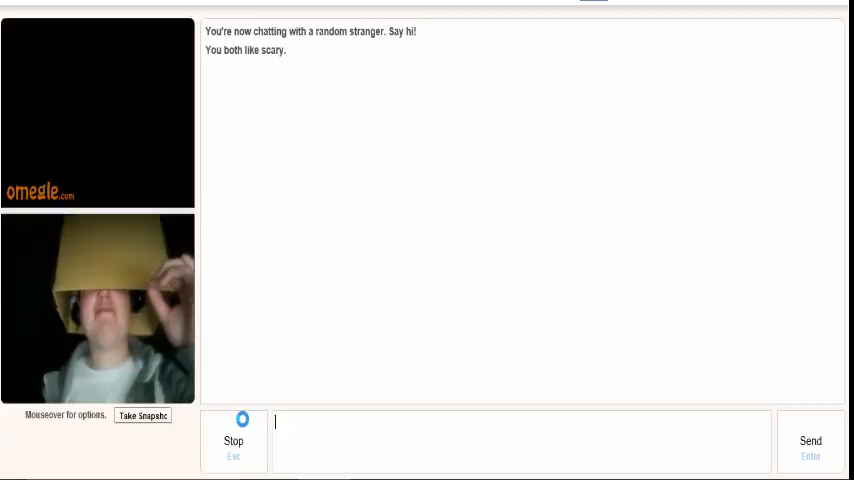 You're now chatting with a random stranger. Say hi!
You both like scary.
omegle.com
Mouseover for options.
Take Snapshc
Stop
Esc
Send
Enter